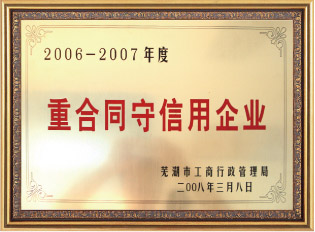 2006-2007年度
重合同守信用企业
芜湖市工商行政管理局
二00八年三月八日